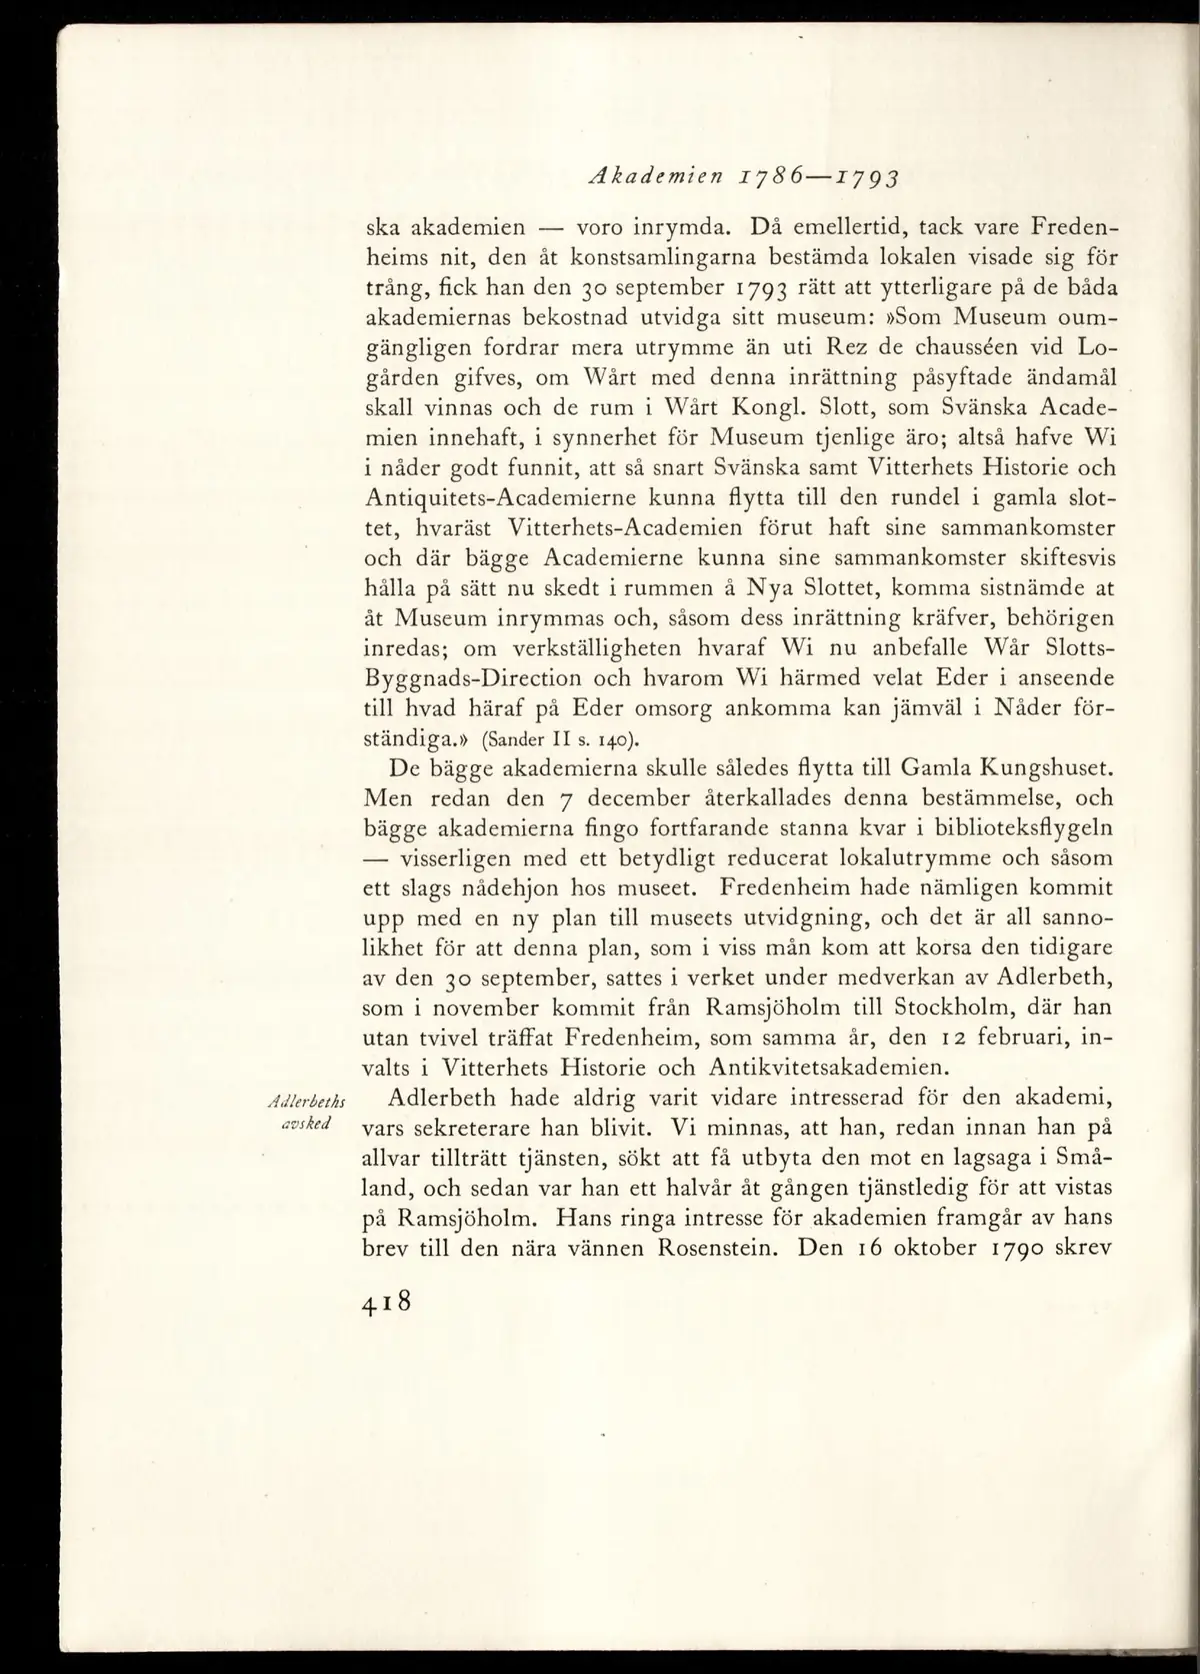 Akademien 1786—1793
ska akademien — voro inrymda. Då emellertid, tack vare Freden-
heims nit, den åt konstsamlingarna bestämda lokalen visade sig för
trång, fick han den 30 september 1793 rätt att ytterligare på de båda
akademiernas bekostnad utvidga sitt museum: »Som Museum oum-
gängligen fordrar mera utrymme än uti Rez de chausséen vid Lo-
gården gifves, om Wårt med denna inrättning påsyftade ändamål
skall vinnas och de rum i Wårt Kongl. Slott, som Svänska Acade-
mien innehaft, i synnerhet för Museum tjenlige äro; altså hafve Wi
i nåder godt funnit, att så snart Svänska samt Vitterhets Historie och
Antiquitets-Academierne kunna flytta till den rundel i gamla slot-
tet, hvaräst Vitterhets-Academien förut haft sine sammankomster
och där bägge Academierne kunna sine sammankomster skiftesvis
hålla på sätt nu skedt i rummen å Nya Slottet, komma sistnämde at
åt Museum inrymmas och, såsom dess inrättning kräfver, behörigen
inredas; om verkställigheten hvaraf Wi nu anbefalle Wår Slotts-
Byggnads-Direction och hvarom Wi härmed velat Eder i anseende
till hvad häraf på Eder omsorg ankomma kan jämväl i Nåder för-
ständiga.» (Sander II s. 140).
De bägge akademierna skulle således flytta till Gamla Kungshuset.
Men redan den 7 december återkallades denna bestämmelse, och
bägge akademierna fingo fortfarande stanna kvar i biblioteksflygeln
— visserligen med ett betydligt reducerat lokalutrymme och såsom
ett slags nådehjon hos museet. Fredenheim hade nämligen kommit
upp med en ny plan till museets utvidgning, och det är all sanno-
likhet för att denna plan, som i viss mån kom att korsa den tidigare
av den 30 september, sattes i verket under medverkan av Adlerbeth,
som i november kommit från Ramsjöholm till Stockholm, där han
utan tvivel träffat Fredenheim, som samma år, den 12 februari, in-
valts i Vitterhets Historie och Antikvitetsakademien.
Adlerbeths
avsked
Adlerbeth hade aldrig varit vidare intresserad för den akademi,
vars sekreterare han blivit. Vi minnas, att han, redan innan han på
allvar tillträtt tjänsten, sökt att få utbyta den mot en lagsaga i Små-
land, och sedan var han ett halvår åt gången tjänstledig för att vistas
på Ramsjöholm. Hans ringa intresse för akademien framgår av hans
brev till den nära vännen Rosenstein. Den 16 oktober 1790 skrev
418